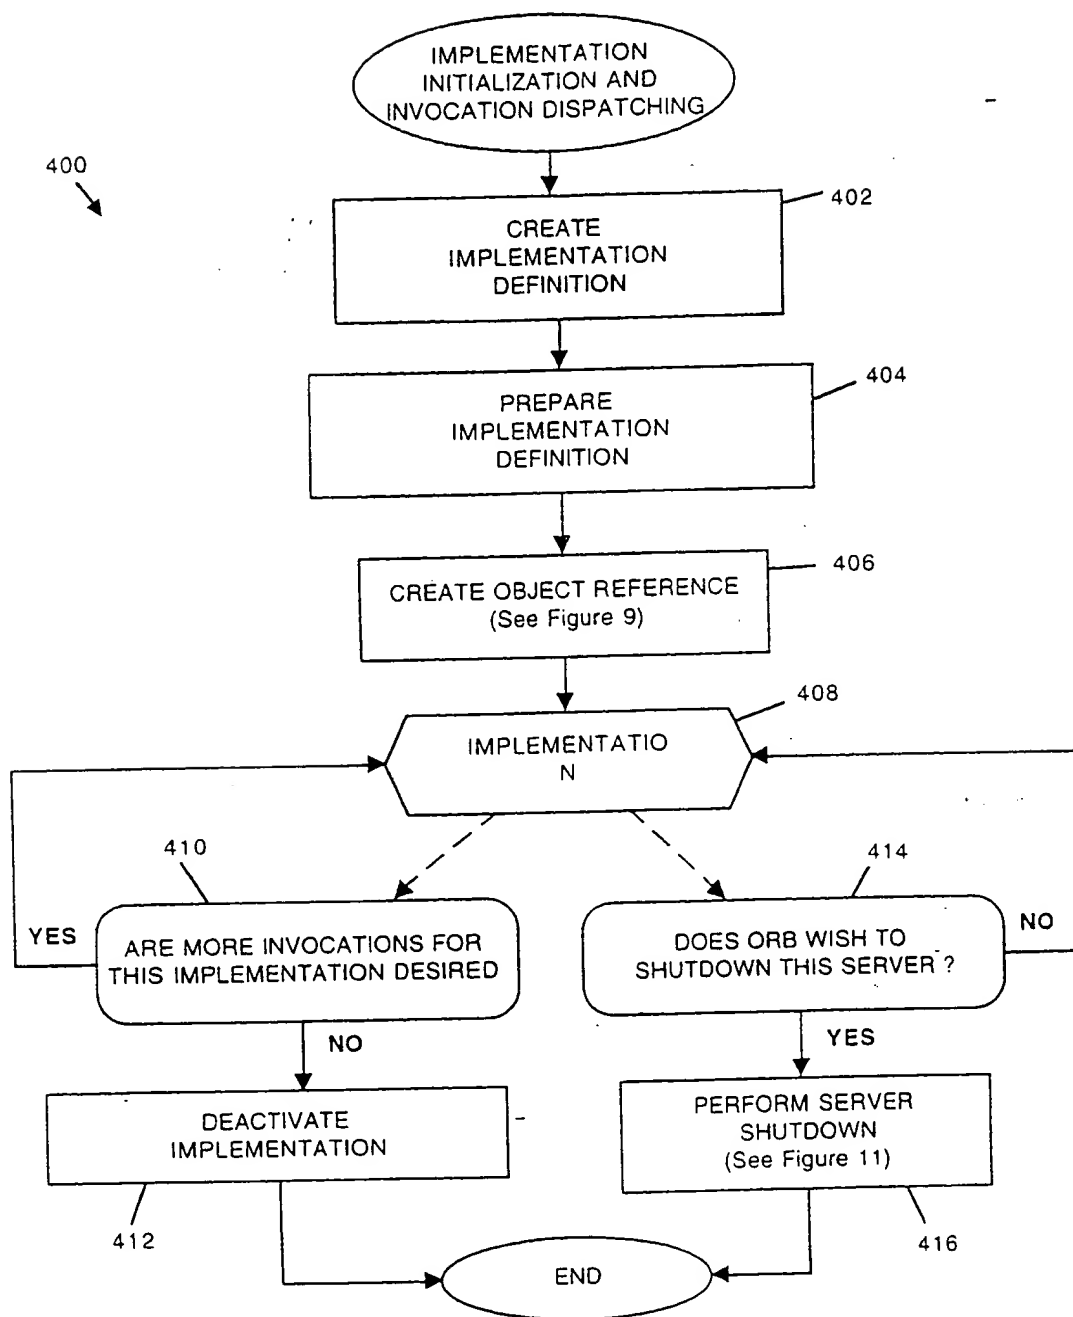 IMPLEMENTATION
INITIALIZATION AND
INVOCATION DISPATCHING
400
402
CREATE
IMPLEMENTATION
DEFINITION
404
PREPARE
IMPLEMENTATION
DEFINITION
406
CREATE OBJECT REFERENCE
(See Figure 9)
408
IMPLEMENTATIO
N
410
414
YES
ARE MORE INVOCATIONS FOR
THIS IMPLEMENTATION DESIRED
DOES ORB WISH TO
SHUTDOWN THIS SERVER ?
NO
NO
YES
DEACTIVATE
IMPLEMENTATION
PERFORM SERVER
SHUTDOWN
(See Figure 11)
412
416
END